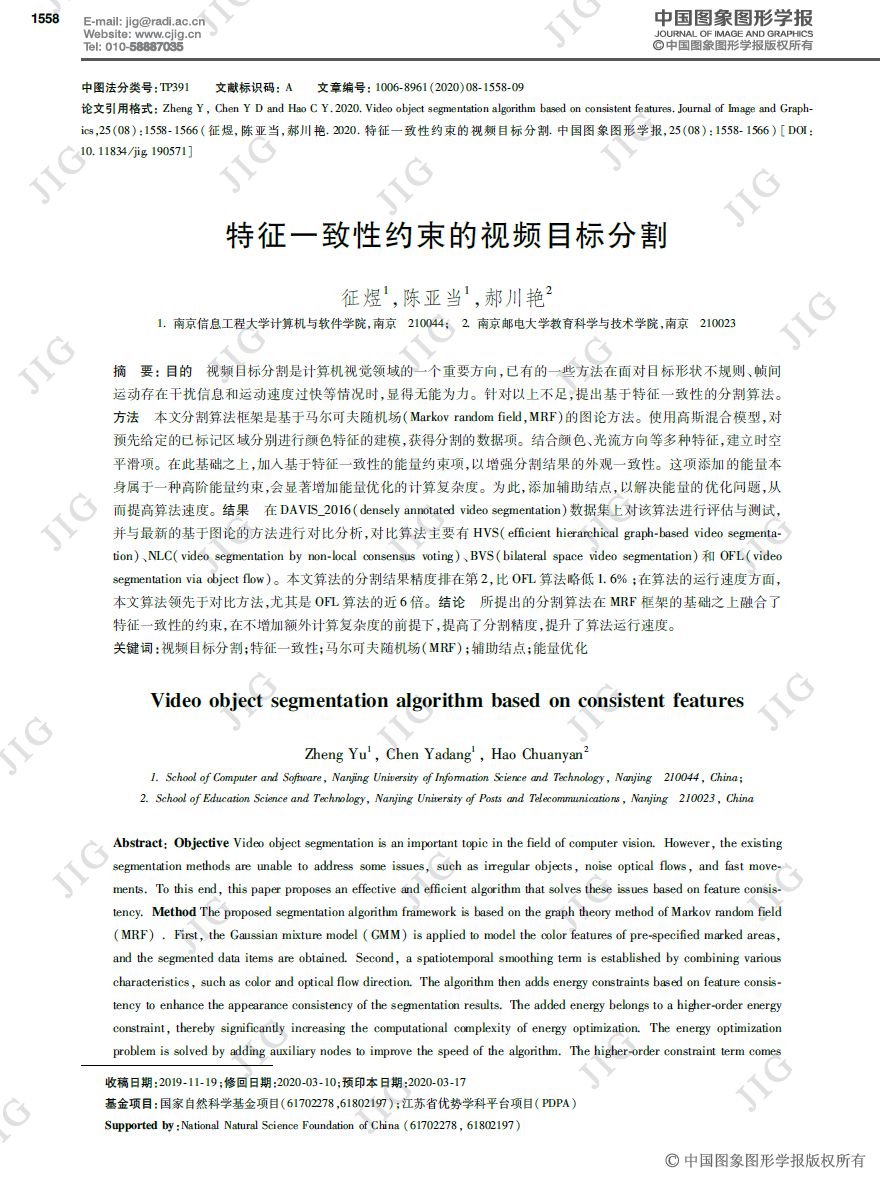 1558
E-mail: jig@radi.ac.cn
Website: www.cjig.cn
Tel: 010-58887035
中国图象图形学报
JOURNAL OF IMAGE AND GRAPHICS
©中国图象图形学报版权所有
中图法分类号:TP391 文献标识码: A 文章编号: 1006-8961(2020)08-1558-09
论文引用格式: Zheng Y, Chen Y D and Hao C Y. 2020. Video object segmentation algorithm based on consistent features. Journal of Image and Graph-
ics,25(08):1558-1566(征煜,陈亚当,郝川艳. 2020. 特征一致性约束的视频目标分割. 中国图象图形学报,25(08):1558-1566)[DOI:
10.11834/jig.190571]
特征一致性约束的视频目标分割
征煜1,陈亚当1,郝川艳2
1. 南京信息工程大学计算机与软件学院,南京 210044; 2. 南京邮电大学教育科学与技术学院,南京 210023
摘 要: 目的 视频目标分割是计算机视觉领域的一个重要方向,已有的一些方法在面对目标形状不规则、帧间
运动存在干扰信息和运动速度过快等情况时,显得无能为力。针对以上不足,提出基于特征一致性的分割算法。
方法 本文分割算法框架是基于马尔可夫随机场(Markov random field,MRF)的图论方法。使用高斯混合模型,对
预先给定的已标记区域分别进行颜色特征的建模,获得分割的数据项。结合颜色、光流方向等多种特征,建立时空
平滑项。在此基础之上,加入基于特征一致性的能量约束项,以增强分割结果的外观一致性。这项添加的能量本
身属于一种高阶能量约束,会显著增加能量优化的计算复杂度。为此,添加辅助结点,以解决能量的优化问题,从
而提高算法速度。结果 在DAVIS_2016(densely annotated video segmentation)数据集上对该算法进行评估与测试,
并与最新的基于图论的方法进行对比分析,对比算法主要有HVS(efficient hierarchical graph-based video segmenta-
tion)、NLC(video segmentation by non-local consensus voting)、BVS(bilateral space video segmentation)和OFL(video
segmentation via object flow)。本文算法的分割结果精度排在第2,比OFL算法略低1.6%;在算法的运行速度方面,
本文算法领先于对比方法,尤其是OFL算法的近6倍。结论 所提出的分割算法在MRF框架的基础之上融合了
特征一致性的约束,在不增加额外计算复杂度的前提下,提高了分割精度,提升了算法运行速度。
关键词:视频目标分割;特征一致性;马尔可夫随机场(MRF);辅助结点;能量优化
Video object segmentation algorithm based on consistent features
Zheng Yu1, Chen Yadang1, Hao Chuanyan2
1. School of Computer and Software, Nanjing University of Information Science and Technology, Nanjing 210044, China;
2. School of Education Science and Technology, Nanjing University of Posts and Telecommunications, Nanjing 210023, China
Abstract: Objective Video object segmentation is an important topic in the field of computer vision. However, the existing
segmentation methods are unable to address some issues, such as irregular objects, noise optical flows, and fast move-
ments. To this end, this paper proposes an effective and efficient algorithm that solves these issues based on feature consis-
tency. Method The proposed segmentation algorithm framework is based on the graph theory method of Markov random field
(MRF). First, the Gaussian mixture model (GMM) is applied to model the color features of pre-specified marked areas,
and the segmented data items are obtained. Second, a spatiotemporal smoothing term is established by combining various
characteristics, such as color and optical flow direction. The algorithm then adds energy constraints based on feature consis-
tency to enhance the appearance consistency of the segmentation results. The added energy belongs to a higher-order energy
constraint, thereby significantly increasing the computational complexity of energy optimization. The energy optimization
problem is solved by adding auxiliary nodes to improve the speed of the algorithm. The higher-order constraint term comes
收稿日期:2019-11-19;修回日期:2020-03-10;预印本日期:2020-03-17
基金项目:国家自然科学基金项目(61702278,61802197);江苏省优势学科平台项目(PDPA)
Supported by:National Natural Science Foundation of China (61702278, 61802197)
© 中国图象图形学报版权所有